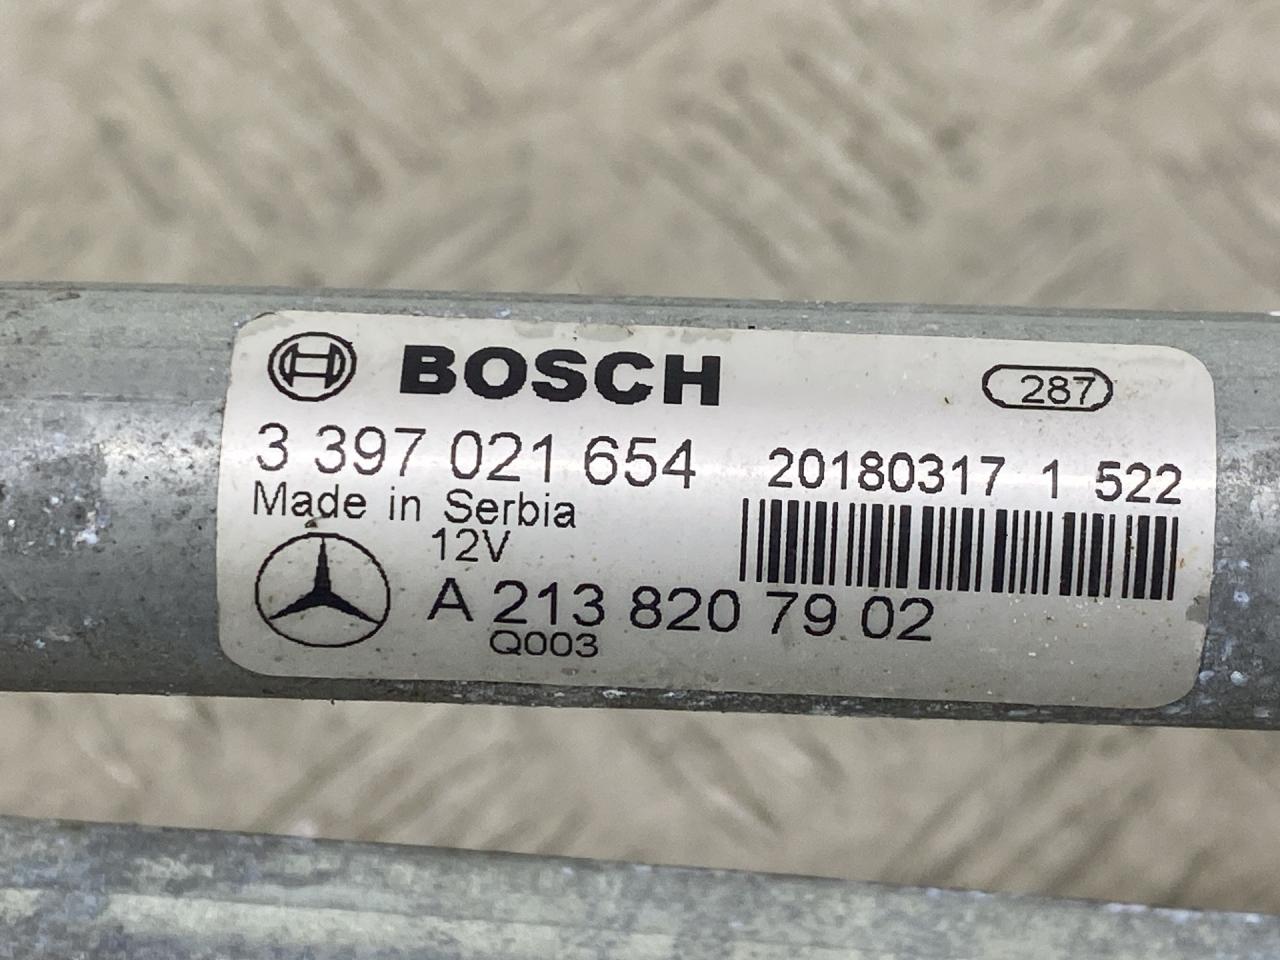 BOSCH
287
3 397 021 654
20180317 1 522
Made in Serbia
12V
A 213 820 79 02
Q003